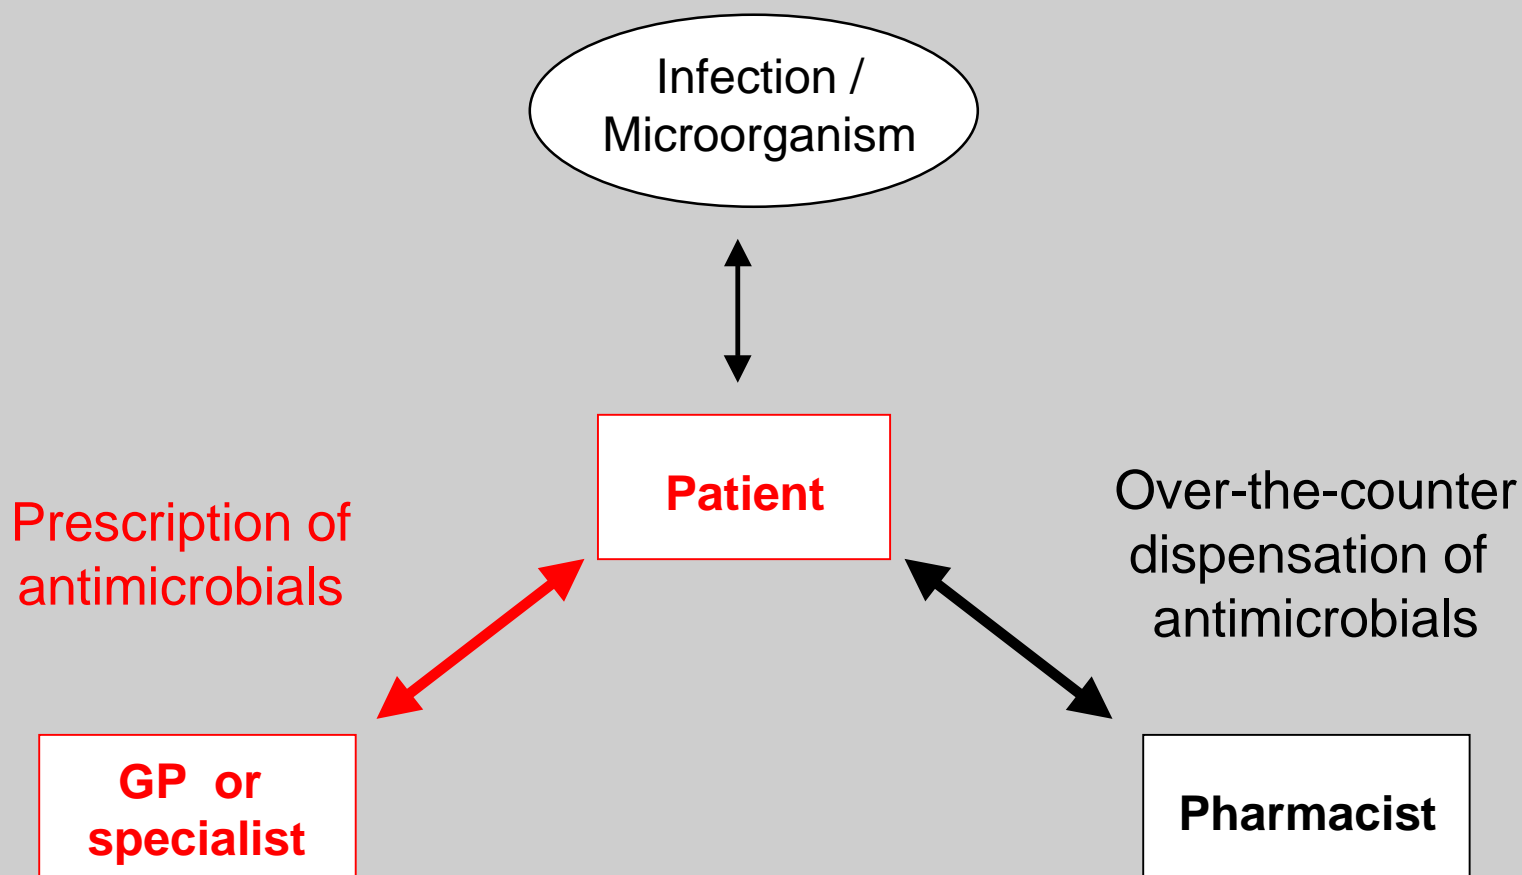 Infection /
Microorganism
Patient
Prescription of
antimicrobials
Over-the-counter
dispensation of
antimicrobials
GP or
specialist
Pharmacist